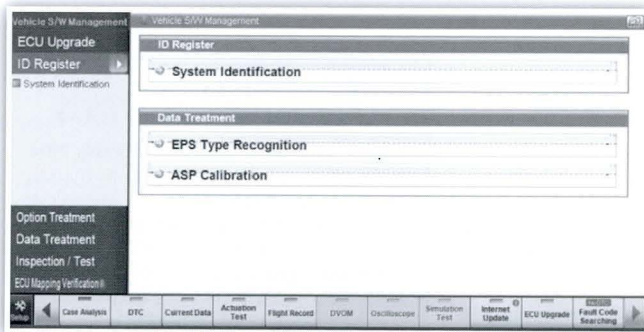 Vehicle S/W Management
Vehicle S/W Management
ECU Upgrade
ID Register
System Identification
ID Register
System Identification
Data Treatment
EPS Type Recognition
ASP Calibration
Option Treatment
Data Treatment
Inspection / Test
ECU Mapping Verification
Setup
Case Analysis
DTC
Current Data
Actuation
Test
Flight Record
DVOM
Oscilloscope
Simulation
Test
Internet
Update
ECU Upgrade
Fault Code
Searching